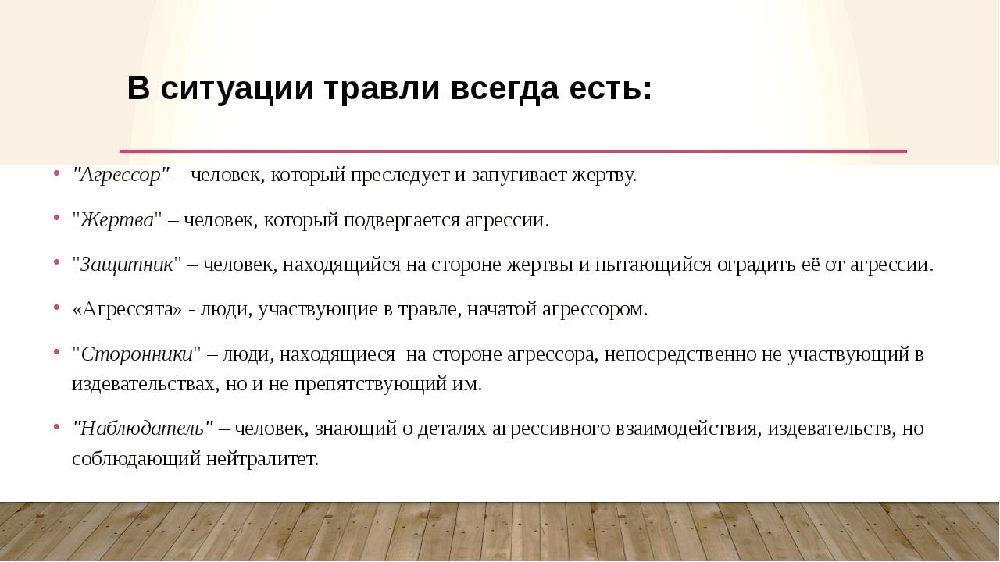 В ситуации травли всегда есть:
• "Агрессор" – человек, который преследует и запугивает жертву.
• "Жертва" – человек, который подвергается агрессии.
• "Защитник" – человек, находящийся на стороне жертвы и пытающийся оградить её от агрессии.
• «Агрессята» - люди, участвующие в травле, начатой агрессором.
• "Сторонники" – люди, находящиеся  на стороне агрессора, непосредственно не участвующий в
издевательствах, но и не препятствующий им.
• "Наблюдатель" – человек, знающий о деталях агрессивного взаимодействия, издевательств, но
соблюдающий нейтралитет.